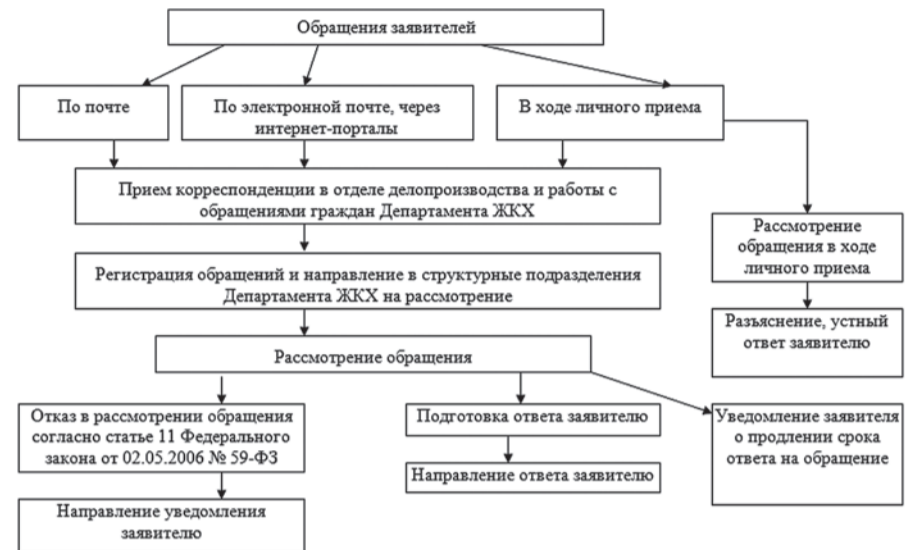 Обращения заявителей
По почте
По электронной почте, через
интернет-порталы
В ходе личного приема
Прием корреспонденции в отделе делопроизводства и работы с
обращениями граждан Департамента ЖКХ
Рассмотрение
обращения в ходе
личного приема
Регистрация обращений и направление в структурные подразделения
Департамента ЖКХ на рассмотрение
Разъяснение, устный
ответ заявителю
Рассмотрение обращения
Отказ в рассмотрении обращения
согласно статье 11 Федерального
закона от 02.05.2006 № 59-ФЗ
Подготовка ответа заявителю
Уведомление заявителя
о продлении срока
ответа на обращение
Направление ответа заявителю
Направление уведомления
заявителю